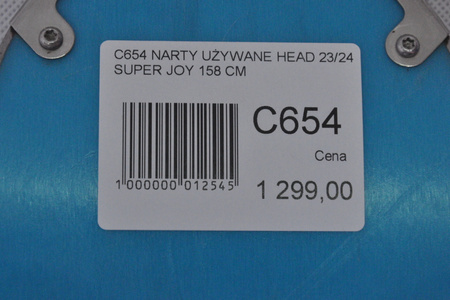 C654 NARTY UŻYWANE HEAD 23/24
SUPER JOY 158 CM
C654
Cena
1 299,00
1 000000 012545